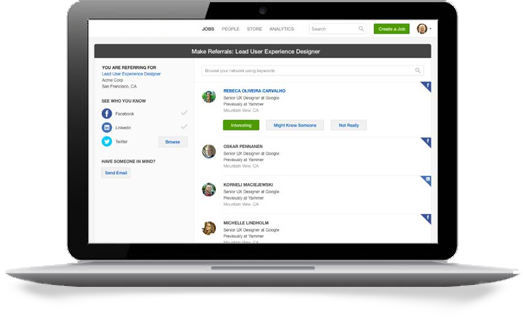 JOBS PEOPLE STORE ANALYTICS
Search
Create a Job
Make Referrals: Lead User Experience Designer
YOU ARE REFERRING FOR
Lead User Experience Designer
Acme Corp
San Francisco, CA
SEE WHO YOU KNOW
Facebook
LinkedIn
Twitter
Browse
HAVE SOMEONE IN MIND?
Send Email
Browse your network using keywords
REBECA OLIVEIRA CARVALHO
Senior UX Designer at Google
Previously at Yammer
Mountain View, CA
Interesting
Might Know Someone
Not Ready
OSKAR PENNANEN
Senior UX Designer at Google
Previously at Yammer
Mountain View, CA
KORNELI MACIEJEWSKI
Senior UX Designer at Google
Previously at Yammer
Mountain View, CA
MICHELLE LINDHOLM
Senior UX Designer at Google
Previously at Yammer
Mountain View, CA